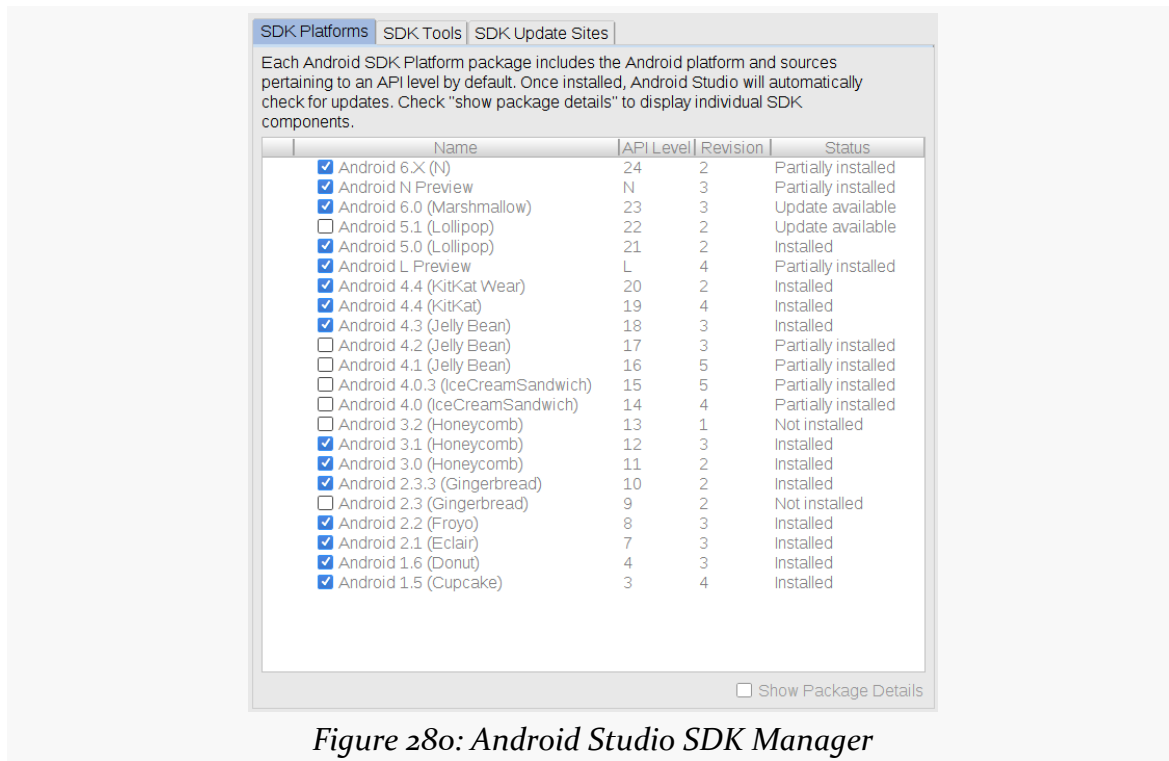 SDK Platforms SDK Tools SDK Update Sites
Each Android SDK Platform package includes the Android platform and sources
pertaining to an API level by default. Once installed, Android Studio will automatically
check for updates. Check "show package details" to display individual SDK
components.
Name API Level Revision Status
Android 6.X (N) 24 2 Partially installed
Android N Preview N 3 Partially installed
Android 6.0 (Marshmallow) 23 3 Update available
Android 5.1 (Lollipop) 22 2 Update available
Android 5.0 (Lollipop) 21 2 Installed
Android L Preview L 4 Partially installed
Android 4.4 (KitKat Wear) 20 2 Installed
Android 4.4 (KitKat) 19 4 Installed
Android 4.3 (Jelly Bean) 18 3 Installed
Android 4.2 (Jelly Bean) 17 3 Partially installed
Android 4.1 (Jelly Bean) 16 5 Partially installed
Android 4.0.3 (IceCreamSandwich) 15 5 Partially installed
Android 4.0 (IceCreamSandwich) 14 4 Partially installed
Android 3.2 (Honeycomb) 13 1 Not installed
Android 3.1 (Honeycomb) 12 3 Installed
Android 3.0 (Honeycomb) 11 2 Installed
Android 2.3.3 (Gingerbread) 10 2 Installed
Android 2.3 (Gingerbread) 9 2 Not installed
Android 2.2 (Froyo) 8 3 Installed
Android 2.1 (Eclair) 7 3 Installed
Android 1.6 (Donut) 4 3 Installed
Android 1.5 (Cupcake) 3 4 Installed
Show Package Details
Figure 280: Android Studio SDK Manager